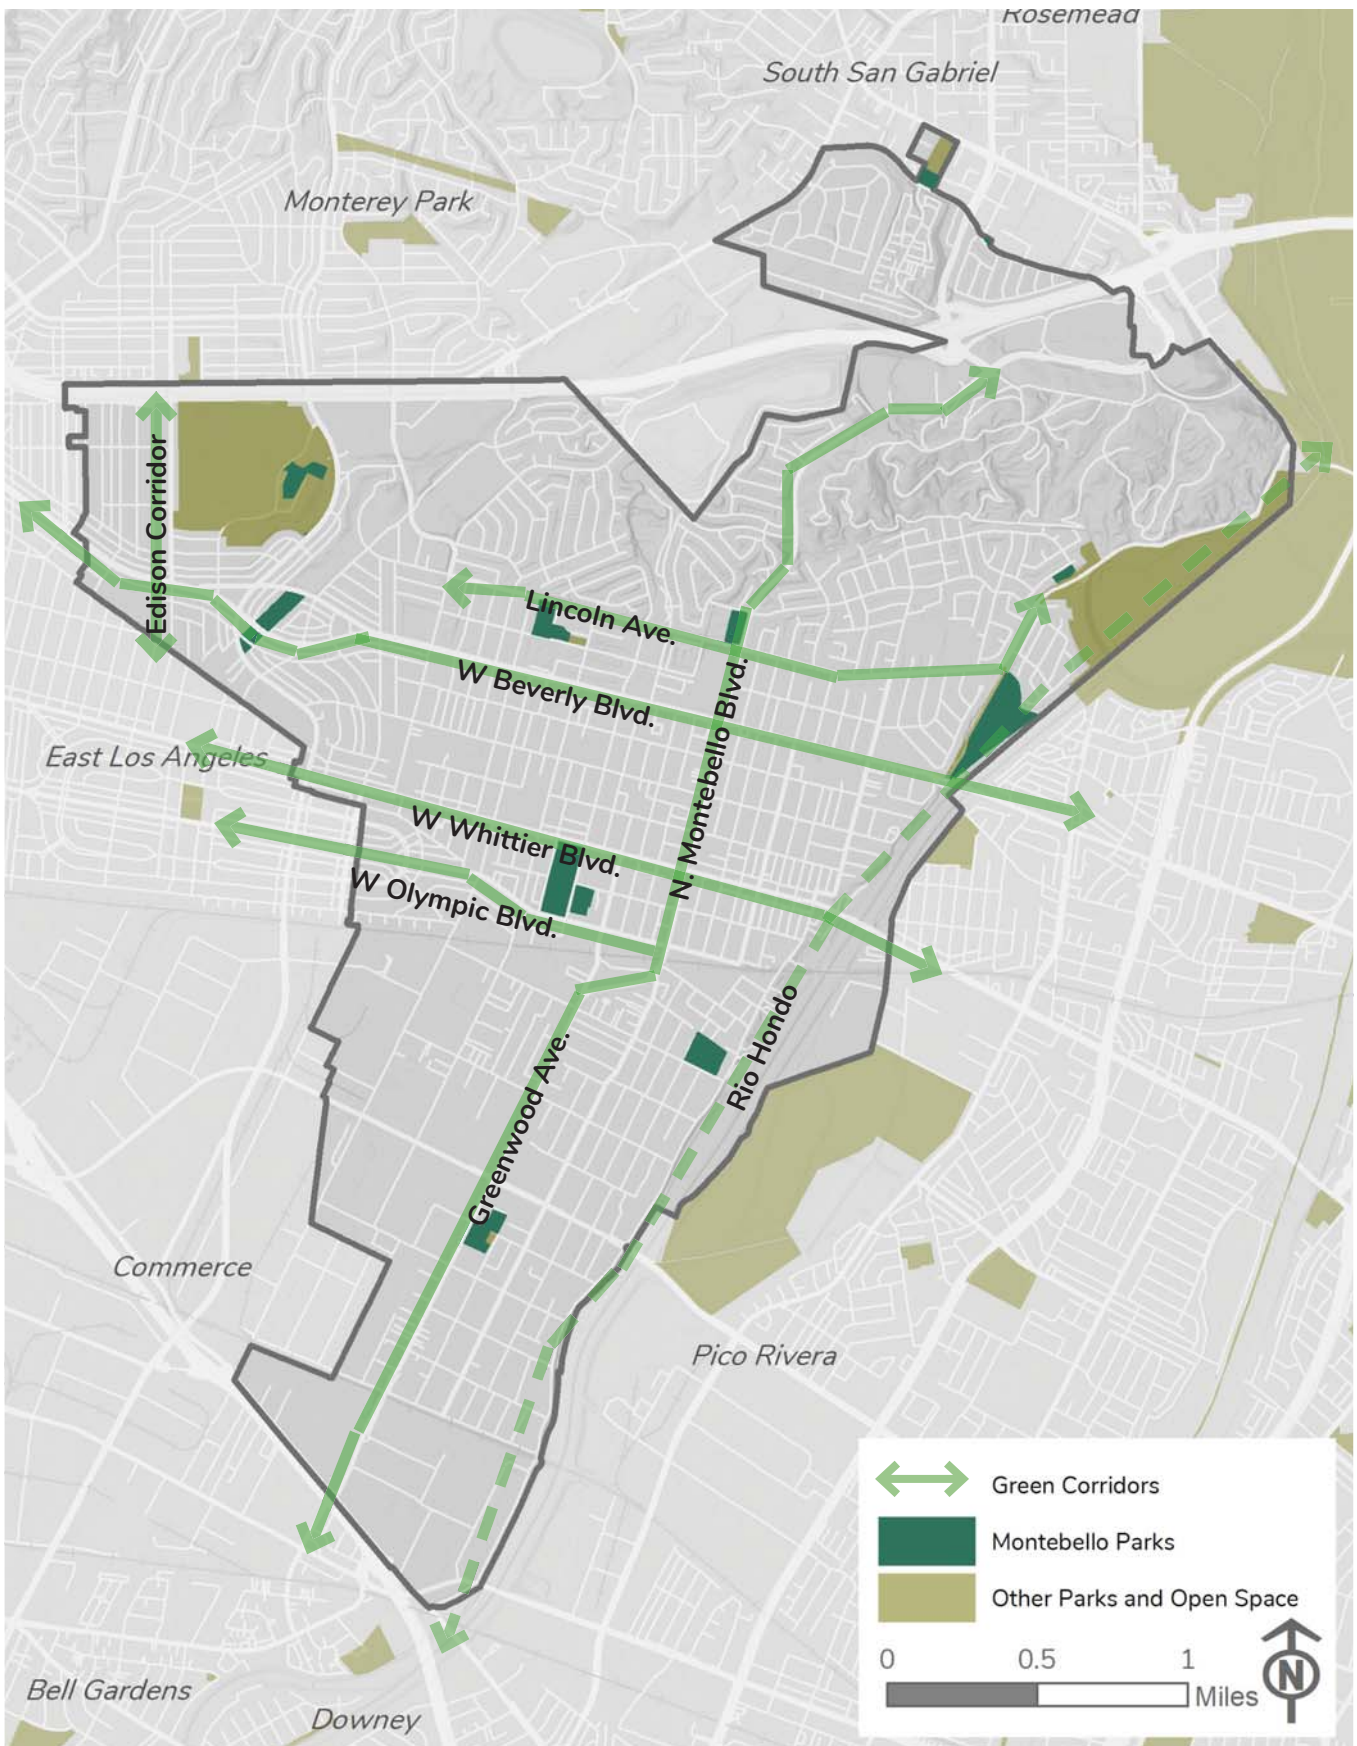 Rosemead
South San Gabriel
Monterey Park
Edison Corridor
Lincoln Ave.
W Beverly Blvd.
N. Montebello Blvd.
East Los Angeles
W Whittier Blvd.
W Olympic Blvd.
Rio Hondo
Greenwood Ave.
Commerce
Pico Rivera
Green Corridors
Montebello Parks
Other Parks and Open Space
0 0.5 1
Miles
N
Bell Gardens
Downey